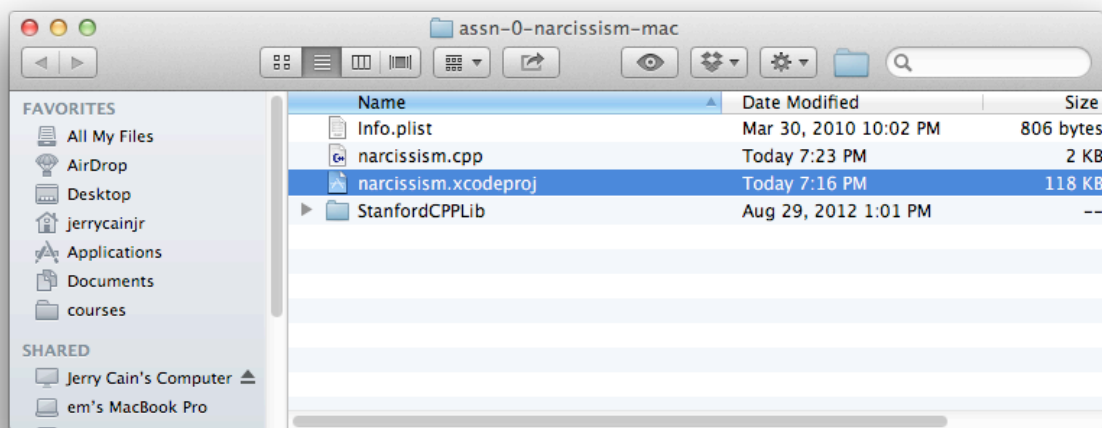 assn-0-narcissism-mac
FAVORITES
All My Files
AirDrop
Desktop
jerrycainjr
Applications
Documents
courses
SHARED
Jerry Cain's Computer
em's MacBook Pro
Name Date Modified Size
Info.plist Mar 30, 2010 10:02 PM 806 bytes
narcissism.cpp Today 7:23 PM 2 KB
narcissism.xcodeproj Today 7:16 PM 118 KB
StanfordCPPLib Aug 29, 2012 1:01 PM --